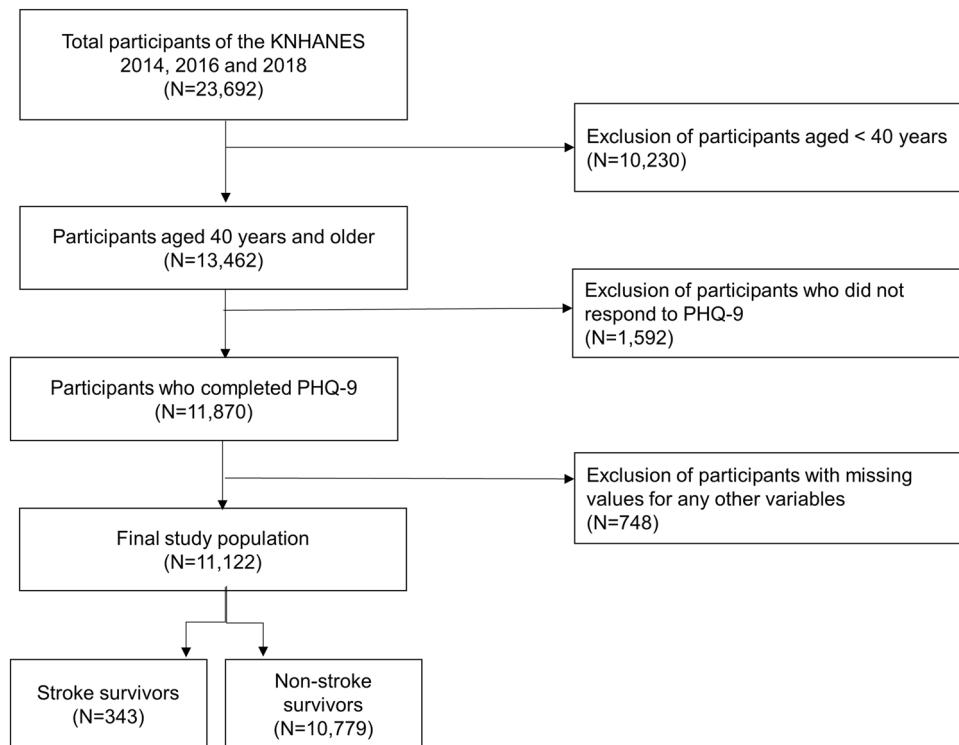 Total participants of the KNHANES
2014, 2016 and 2018
(N=23,692)
Exclusion of participants aged < 40 years
(N=10,230)
Participants aged 40 years and older
(N=13,462)
Exclusion of participants who did not
respond to PHQ-9
(N=1,592)
Participants who completed PHQ-9
(N=11,870)
Exclusion of participants with missing
values for any other variables
(N=748)
Final study population
(N=11,122)
Stroke survivors
(N=343)
Non-stroke
survivors
(N=10,779)